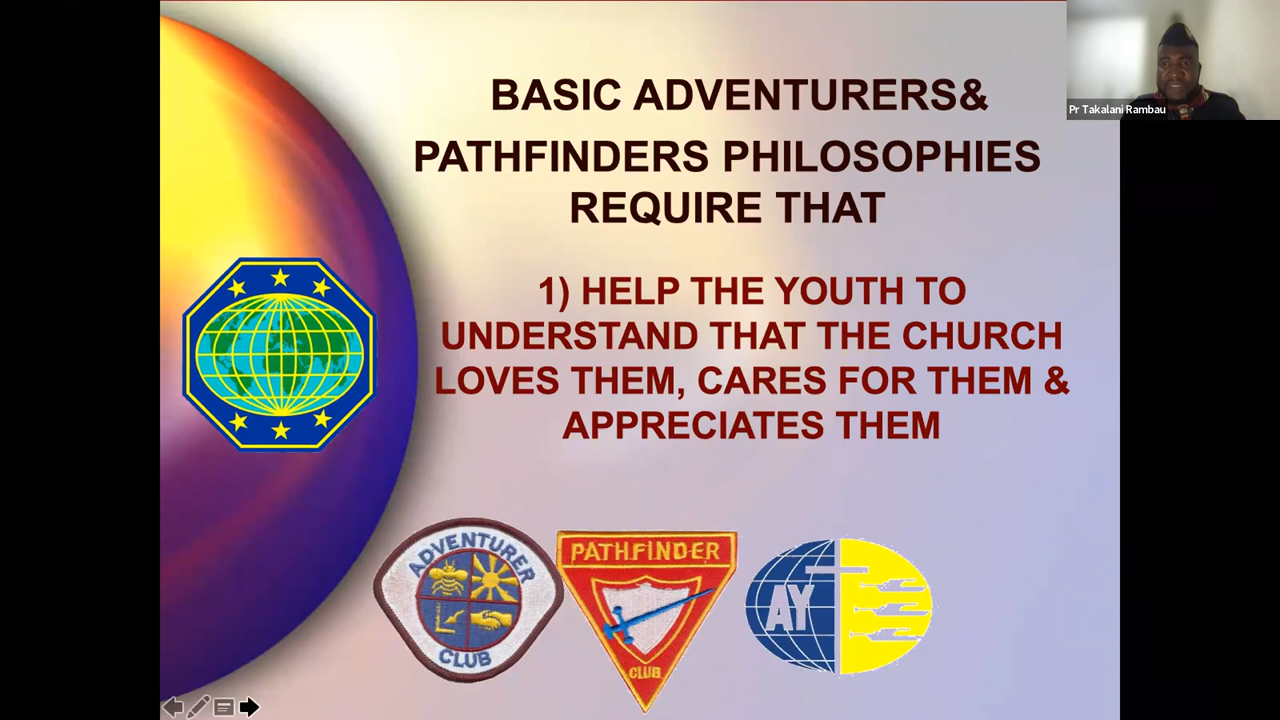 BASIC ADVENTURERS&
PATHFINDERS PHILOSOPHIES
REQUIRE THAT
1) HELP THE YOUTH TO
UNDERSTAND THAT THE CHURCH
LOVES THEM, CARES FOR THEM &
APPRECIATES THEM
Pr Takalani Rambau
ADVENTURER
CLUB
PATHFINDER
CLUB
AY